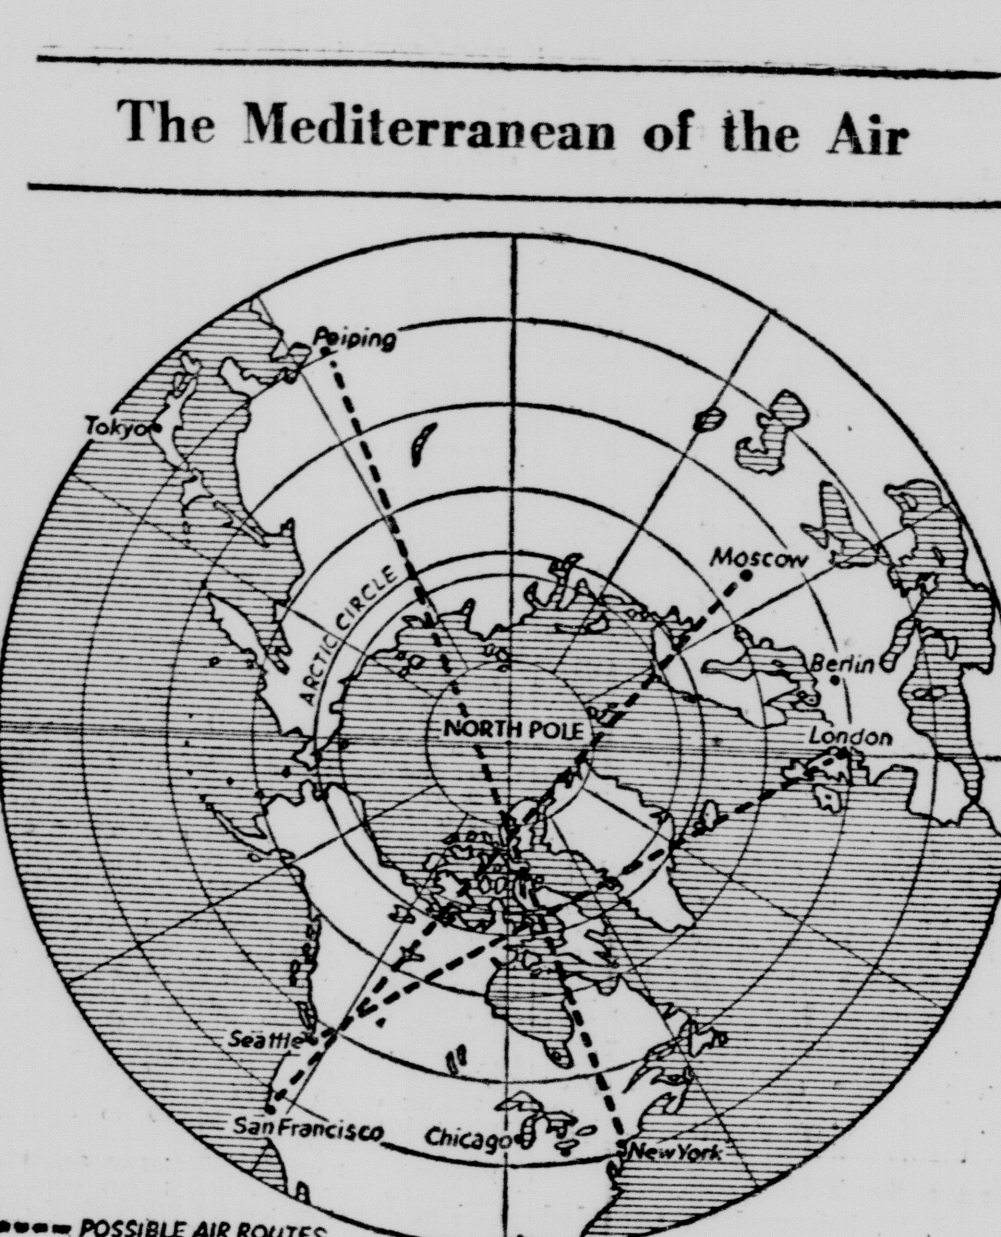 The Mediterranean of the Air
Peiping
Tokyo
Moscow
ARCTIC CIRCLE
Berlin
NORTH POLE
London
Seattle
San Francisco
Chicago
New York
POSSIBLE AIR ROUTES